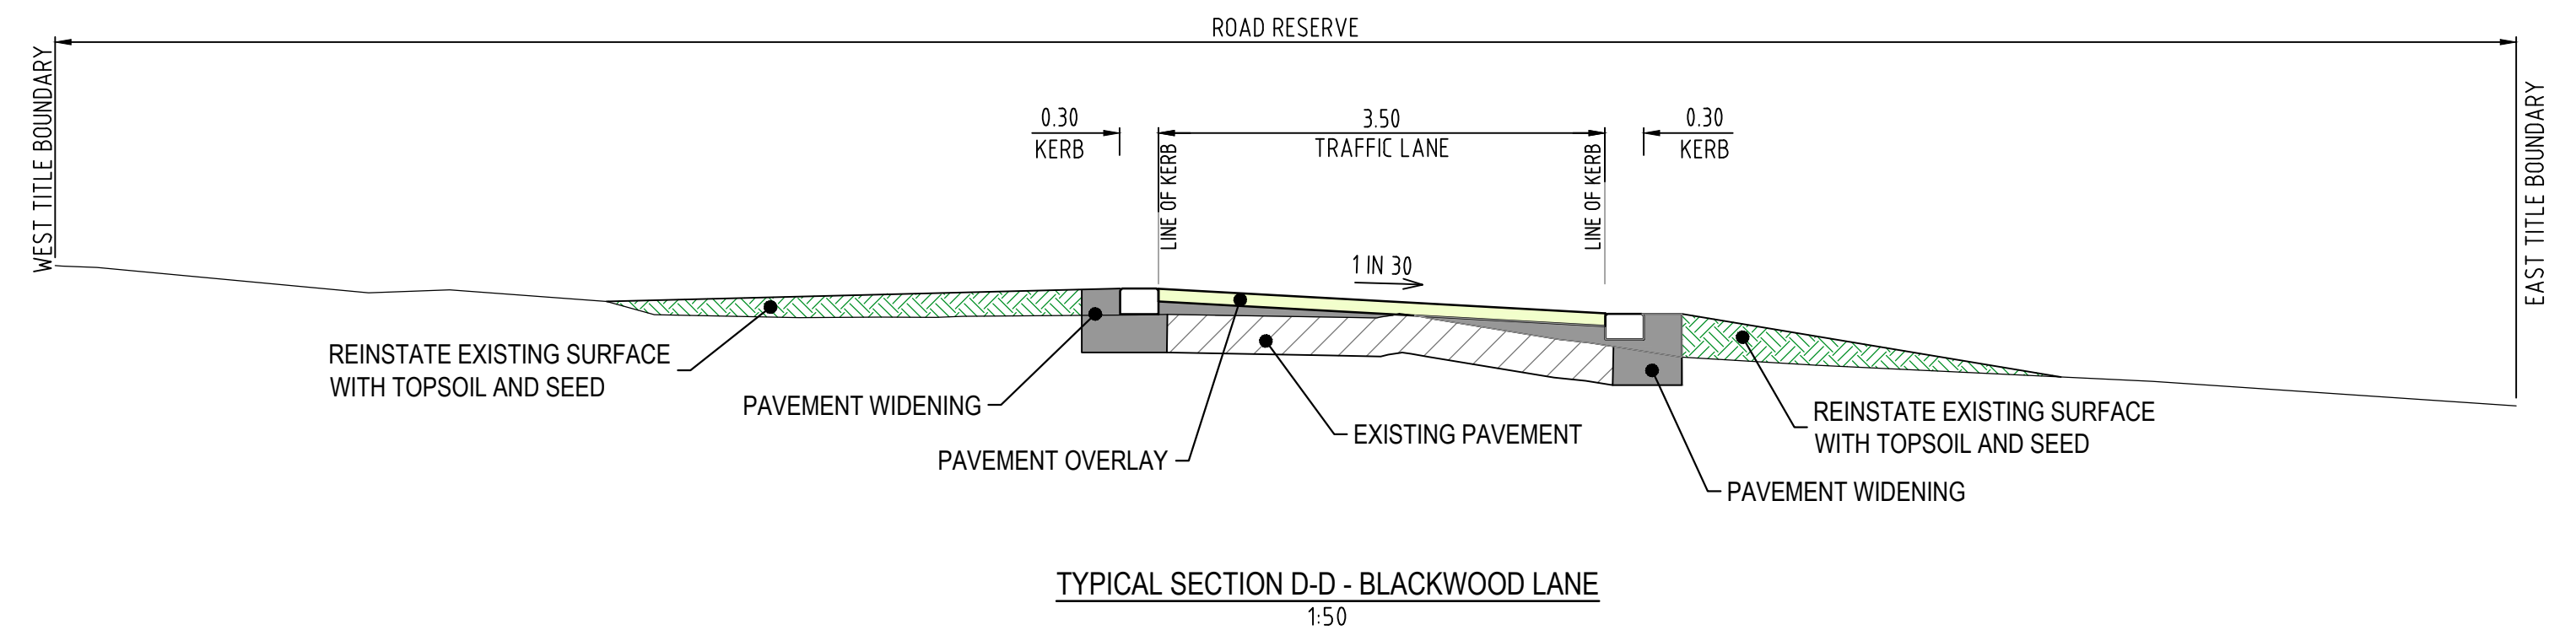 ROAD RESERVE
WEST TITLE BOUNDARY
EAST TITLE BOUNDARY
0.30
KERB
3.50
TRAFFIC LANE
0.30
KERB
LINE OF KERB
LINE OF KERB
1 IN 30
REINSTATE EXISTING SURFACE
WITH TOPSOIL AND SEED
PAVEMENT WIDENING
PAVEMENT OVERLAY
EXISTING PAVEMENT
REINSTATE EXISTING SURFACE
WITH TOPSOIL AND SEED
PAVEMENT WIDENING
TYPICAL SECTION D-D - BLACKWOOD LANE
1:50